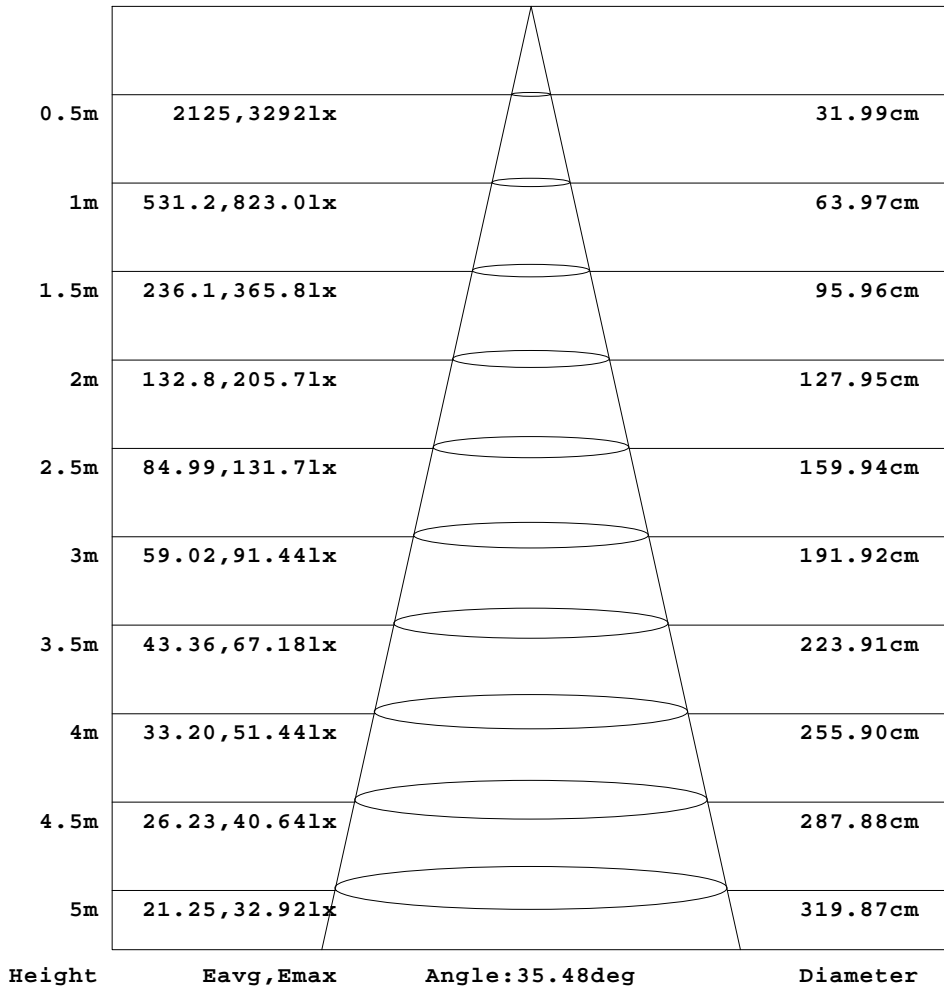 0.5m 2125,3292lx 31.99cm
1m 531.2,823.0lx 63.97cm
1.5m 236.1,365.8lx 95.96cm
2m 132.8,205.7lx 127.95cm
2.5m 84.99,131.7lx 159.94cm
3m 59.02,91.44lx 191.92cm
3.5m 43.36,67.18lx 223.91cm
4m 33.20,51.44lx 255.90cm
4.5m 26.23,40.64lx 287.88cm
5m 21.25,32.92lx 319.87cm
Height Eavg,Emax Angle:35.48deg Diameter